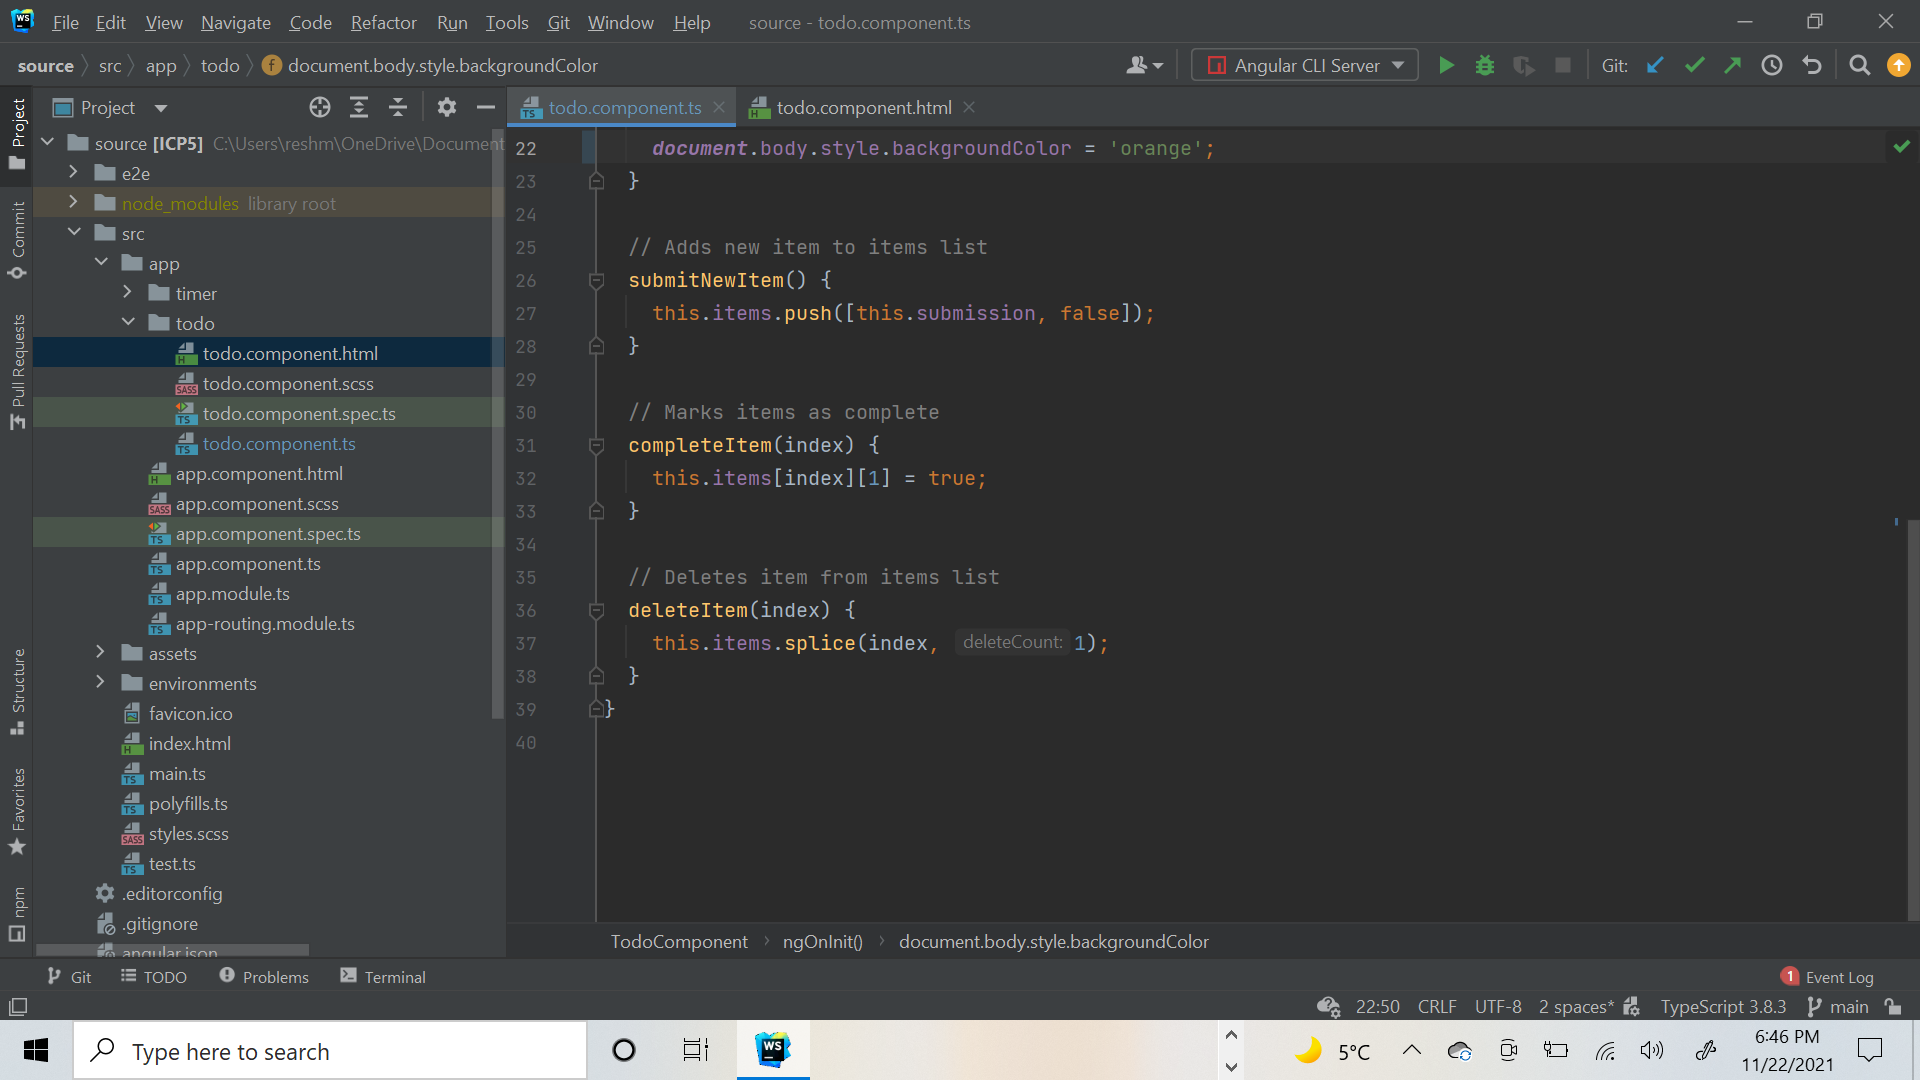 WS File Edit View Navigate Code Refactor Run Tools Git Window Help source - todo.component.ts
source src app todo f document.body.style.backgroundColor Angular CLI Server Git:
Project
todo.component.ts
todo.component.html
source [ICP5] C:\Users\reshm\OneDrive\Document
e2e
node_modules library root
src
app
timer
todo
todo.component.html
todo.component.scss
todo.component.spec.ts
todo.component.ts
app.component.html
app.component.scss
app.component.spec.ts
app.component.ts
app.module.ts
app-routing.module.ts
assets
environments
favicon.ico
index.html
main.ts
polyfills.ts
styles.scss
test.ts
.editorconfig
.gitignore
angular.json
Project
Commit
Pull Requests
Structure
Favorites
npm
22 document.body.style.backgroundColor = 'orange';
23 }
24
25 // Adds new item to items list
26 submitNewItem() {
27 this.items.push([this.submission, false]);
28 }
29
30 // Marks items as complete
31 completeItem(index) {
32 this.items[index][1] = true;
33 }
34
35 // Deletes item from items list
36 deleteItem(index) {
37 this.items.splice(index, deleteCount: 1);
38 }
39 }
40
TodoComponent ngOnInit() document.body.style.backgroundColor
Git TODO Problems Terminal 1 Event Log
22:50 CRLF UTF-8 2 spaces* TypeScript 3.8.3 main
Type here to search WS 5°C 6:46 PM
11/22/2021